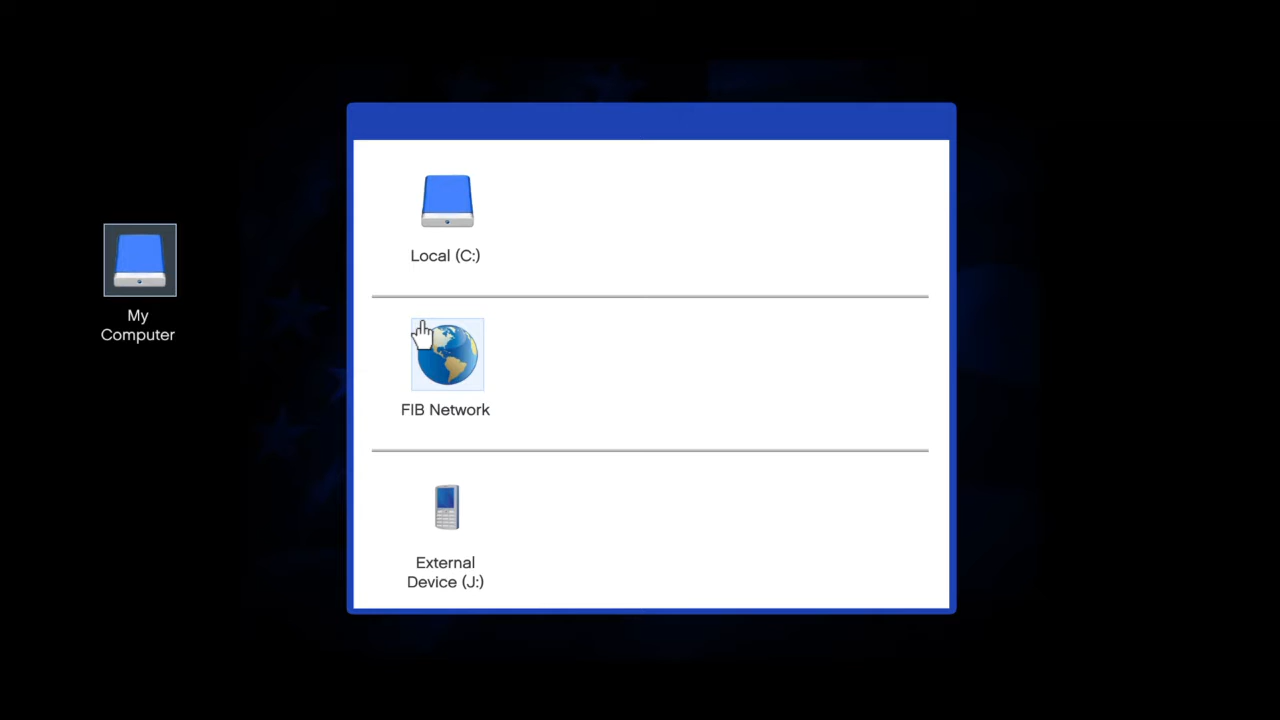 Local (C:)
My
Computer
FIB Network
External
Device (J:)